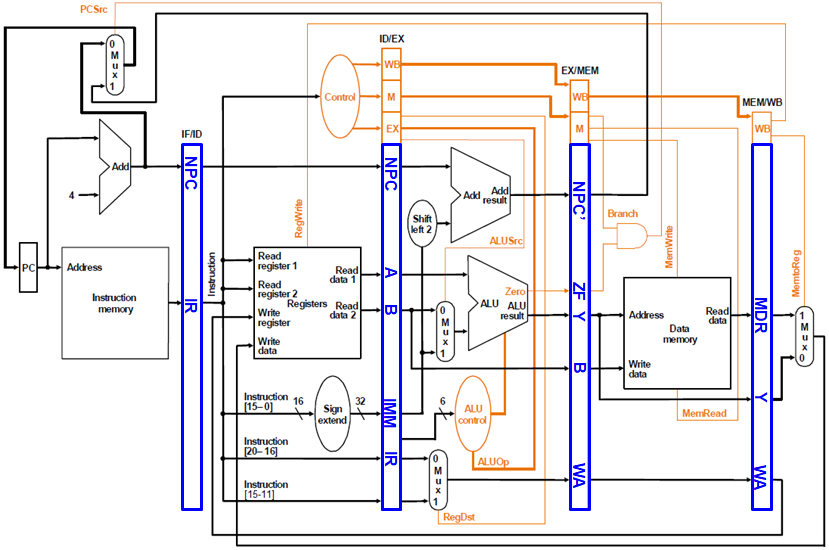 PCSrc
0
M
u
x
1
ID/EX
WB
M
EX
Control
EX/MEM
WB
M
MEM/WB
WB
IF/ID
NPC
IR
Add
4
PC
Address
Instruction
memory
Instruction
RegWrite
Read
register 1
Read
register 2
Registers
Write
register
Write
data
Read
data 1
Read
data 2
Instruction
[15–0]
16
Sign
extend
32
Instruction
[20–16]
Instruction
[15-11]
NPC
A
B
IMM
IR
Shift
left 2
Add
Add
result
ALUSrc
0
M
u
x
1
ALU
ALU
result
Zero
6
ALU
control
ALUOp
0
M
u
x
1
RegDst
NPC'
ZF
Y
B
WA
Branch
MemWrite
Address
Read
data
Data
memory
Write
data
MemRead
MDR
Y
WA
MemtoReg
1
M
u
x
0